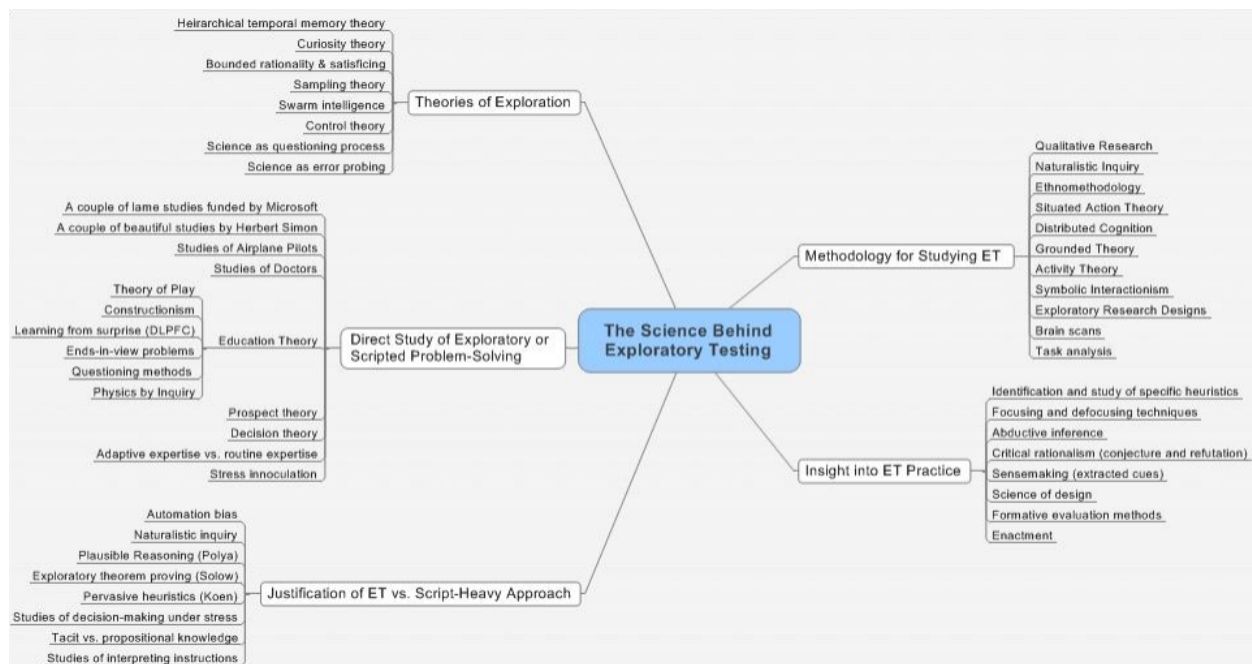 Heirarchical temporal memory theory
Curiosity theory
Bounded rationality & satisficing
Sampling theory
Swarm intelligence
Control theory
Science as questioning process
Science as error probing
Theories of Exploration
A couple of lame studies funded by Microsoft
A couple of beautiful studies by Herbert Simon
Studies of Airplane Pilots
Studies of Doctors
Theory of Play
Constructionism
Learning from surprise (DLPFC)
Ends-in-view problems
Questioning methods
Physics by Inquiry
Education Theory
Prospect theory
Decision theory
Adaptive expertise vs. routine expertise
Stress innoculation
Direct Study of Exploratory or
Scripted Problem-Solving
Automation bias
Naturalistic inquiry
Plausible Reasoning (Polya)
Exploratory theorem proving (Solow)
Pervasive heuristics (Koen)
Studies of decision-making under stress
Tacit vs. propositional knowledge
Studies of interpreting instructions
Justification of ET vs. Script-Heavy Approach
The Science Behind
Exploratory Testing
Methodology for Studying ET
Qualitative Research
Naturalistic Inquiry
Ethnomethodology
Situated Action Theory
Distributed Cognition
Grounded Theory
Activity Theory
Symbolic Interactionism
Exploratory Research Designs
Brain scans
Task analysis
Insight into ET Practice
Identification and study of specific heuristics
Focusing and defocusing techniques
Abductive inference
Critical rationalism (conjecture and refutation)
Sensemaking (extracted cues)
Science of design
Formative evaluation methods
Enactment